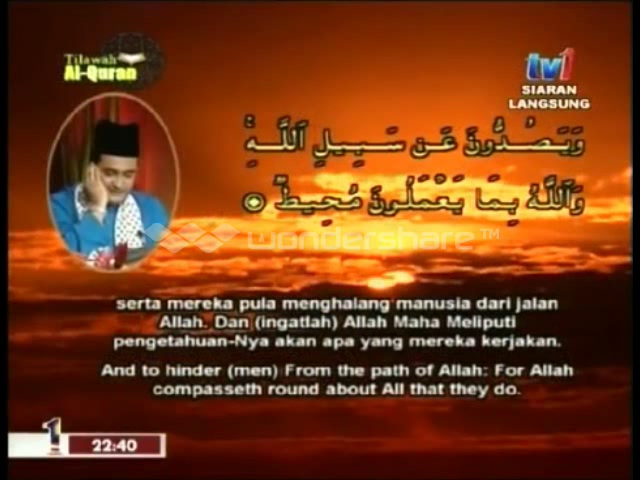 Tilawah
Al-Quran
tv1
SIARAN
LANGSUNG
وَيَصُدُّونَ عَن سَبِيلِ ٱللَّهِۚ
وَٱللَّهُ بِمَا يَعْمَلُونَ مُحِيطٌ
wondershare™
serta mereka pula menghalang manusia dari jalan
Allah. Dan (ingatlah) Allah Maha Meliputi
pengetahuan-Nya akan apa yang mereka kerjakan.
And to hinder (men) From the path of Allah: For Allah
compasseth round about All that they do.
1
22:40